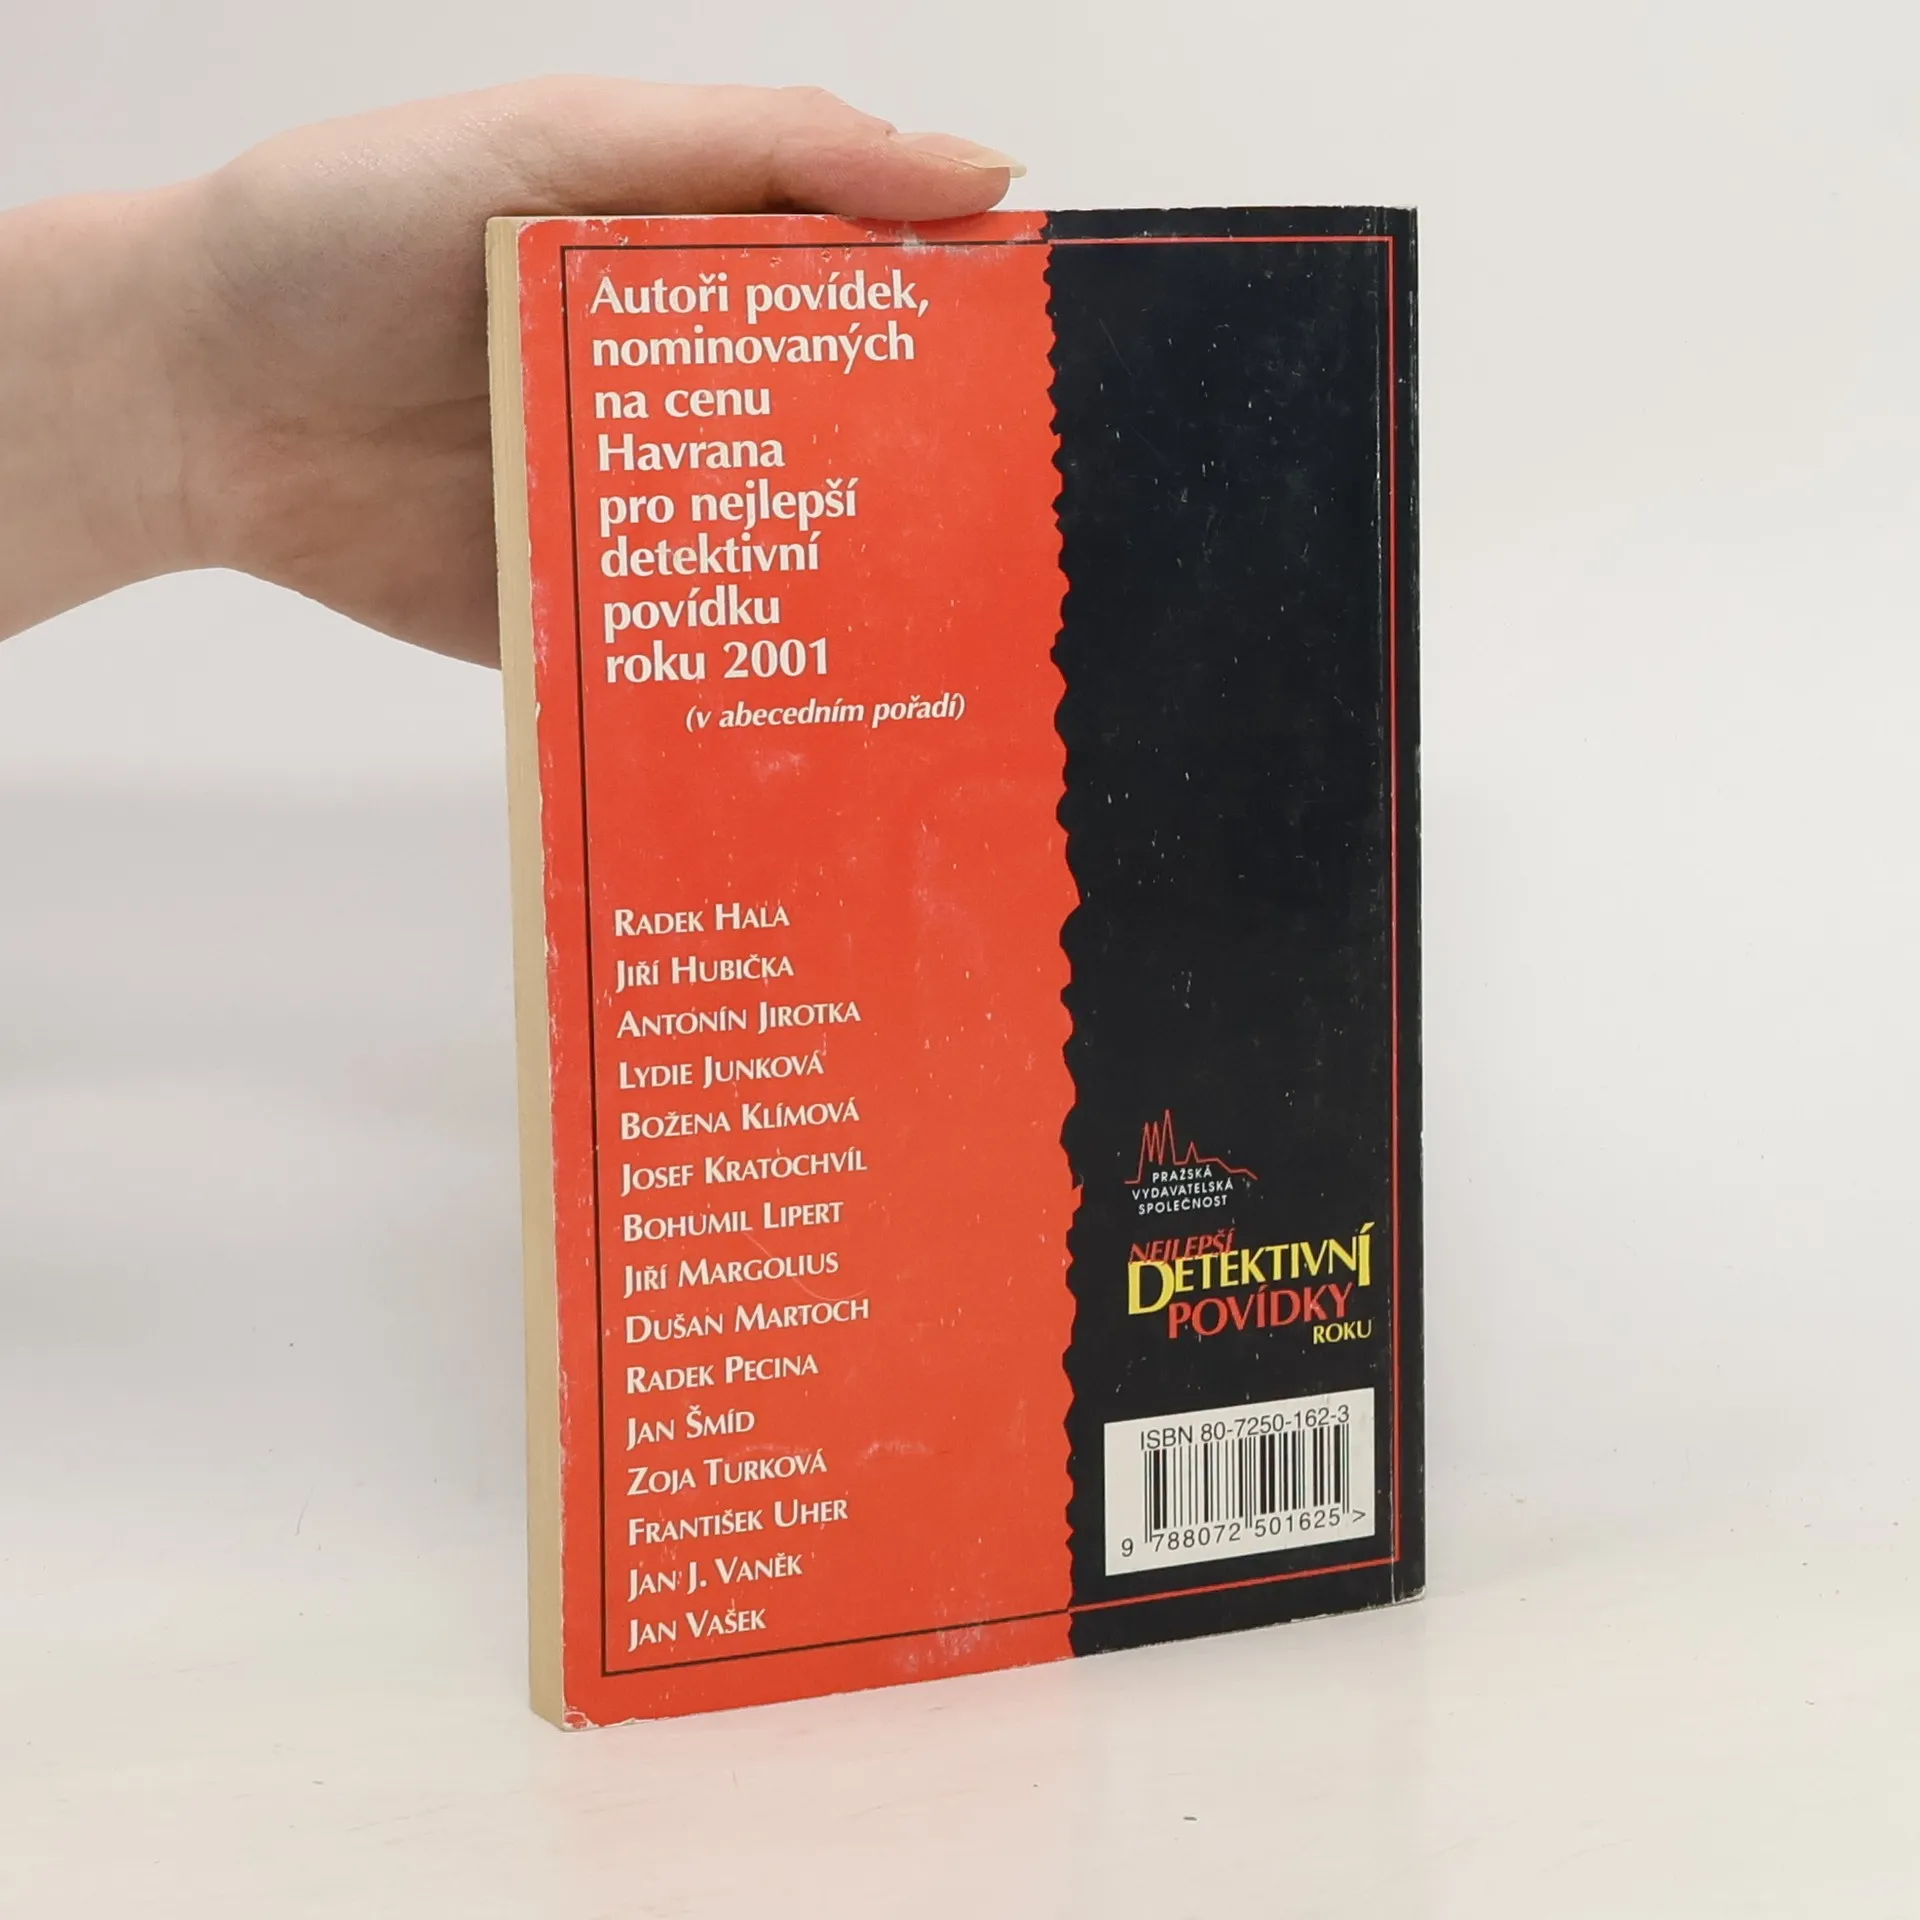 Autoři povídek,
nominovaných
na cenu
Havrana
pro nejlepší
detektivní
povídku
roku 2001
(v abecedním pořadí)
RADEK HALA
JIŘÍ HUBIČKA
ANTONÍN JIROTKA
LYDIE JUNKOVÁ
BOŽENA KLÍMOVÁ
JOSEF KRATOCHVÍL
BOHUMIL LIPERT
JIŘÍ MARGOLIUS
DUŠAN MARTOCH
RADEK PECINA
JAN ŠMÍD
ZOJA TURKOVÁ
FRANTIŠEK UHER
JAN J. VANĚK
JAN VAŠEK
PRAŽSKÁ
VYDAVATELSKÁ
SPOLEČNOST
NEJLEPŠÍ
DETEKTIVNÍ
POVÍDKY
ROKU
ISBN 80-7250-162-3
9 788072 501625 >